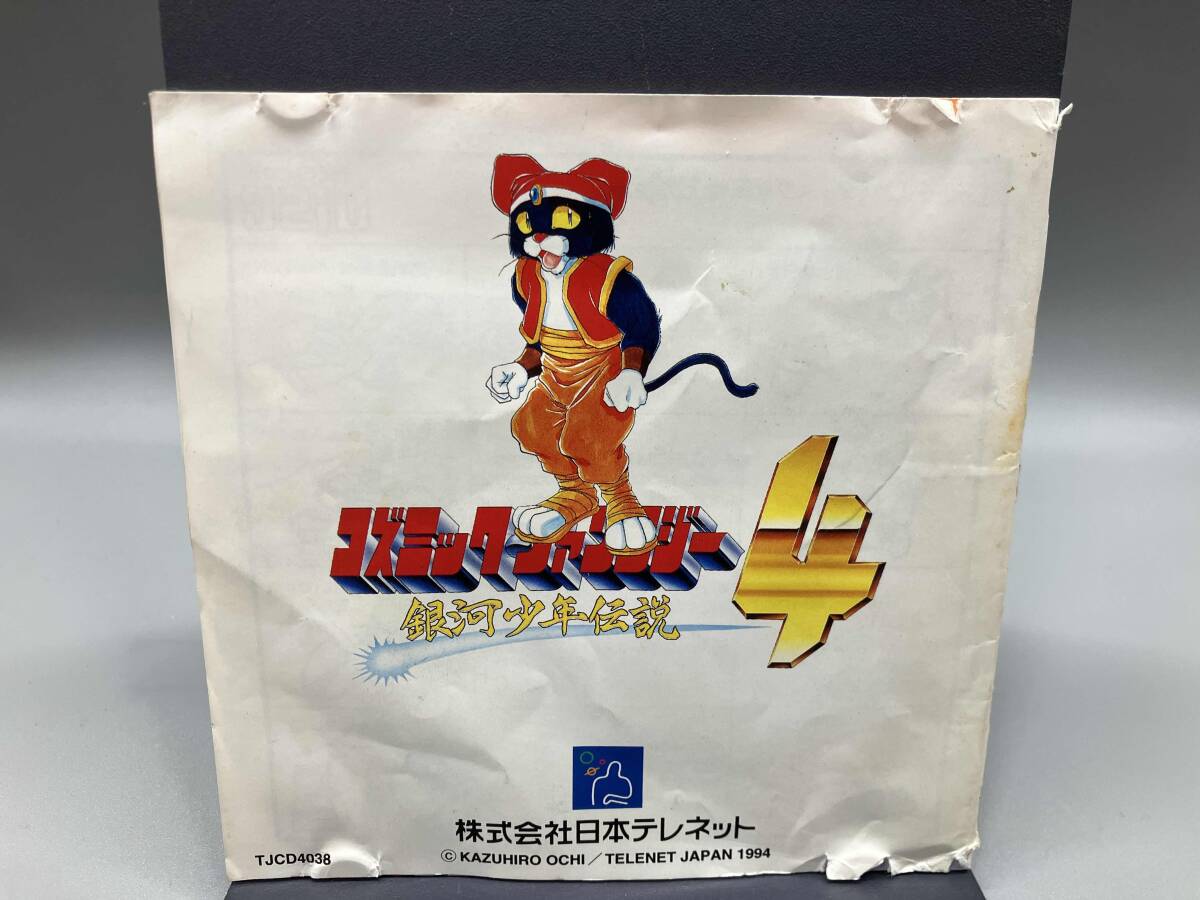 コズミック・ファンタジー4
銀河少年伝説
株式会社日本テレネット
TJCD4038
© KAZUHIRO OCHI／TELENET JAPAN 1994